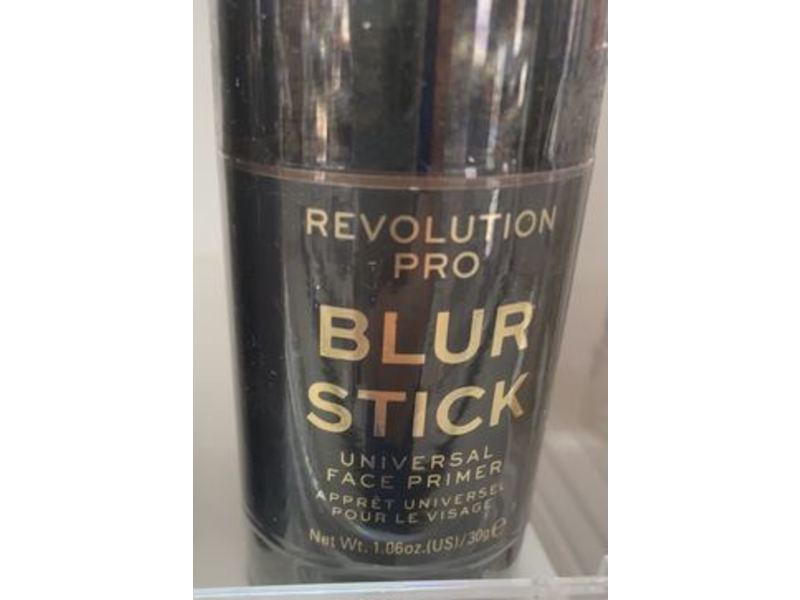 REVOLUTION
PRO
BLUR
STICK
UNIVERSAL
FACE PRIMER
APPRÊT UNIVERSEL
POUR LE VISAGE
Net Wt. 1.06oz.(US)/30g ℮